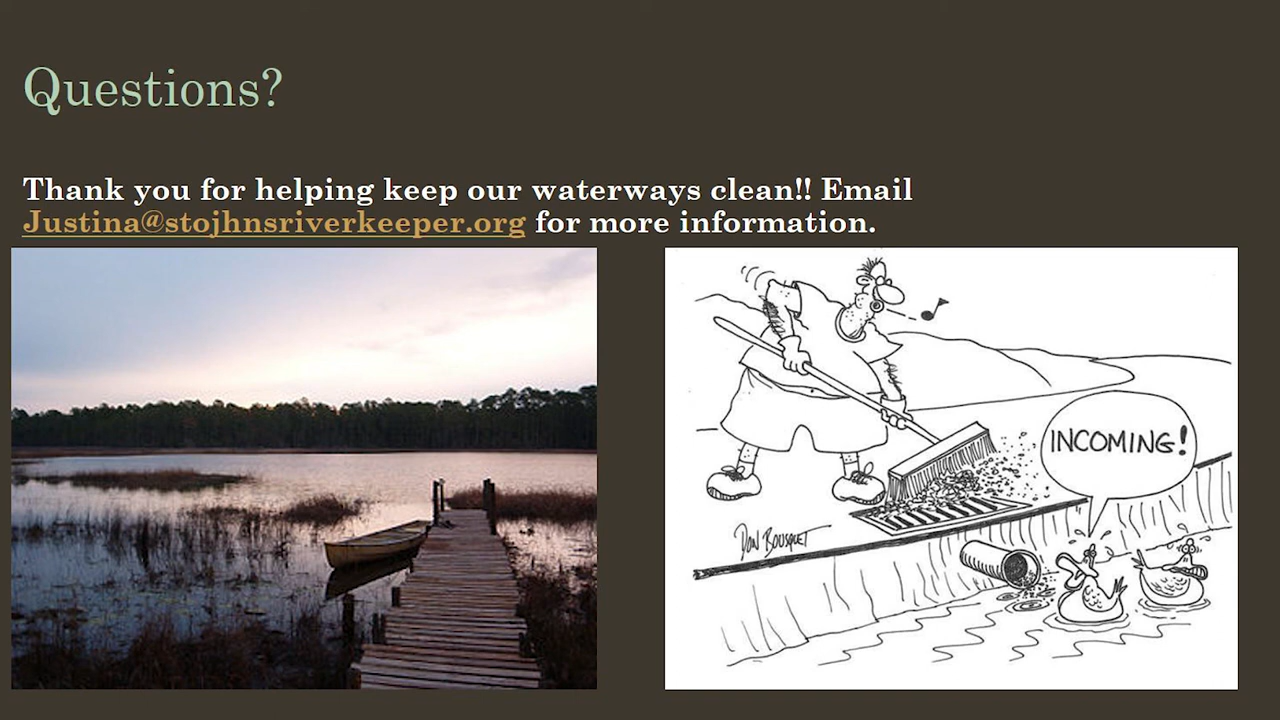 Questions?
Thank you for helping keep our waterways clean!! Email
Justina@stojhnsriverkeeper.org for more information.
INCOMING!
DON BOUSQUET